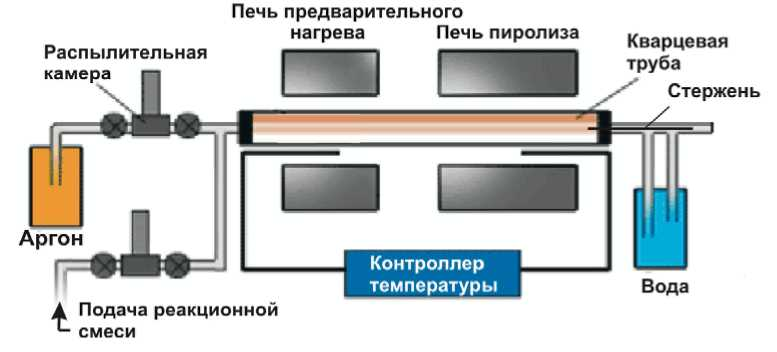 Печь предварительного
нагрева
Печь пиролиза
Распылительная
камера
Кварцевая
труба
Стержень
Аргон
Контроллер
температуры
Вода
Подача реакционной
смеси